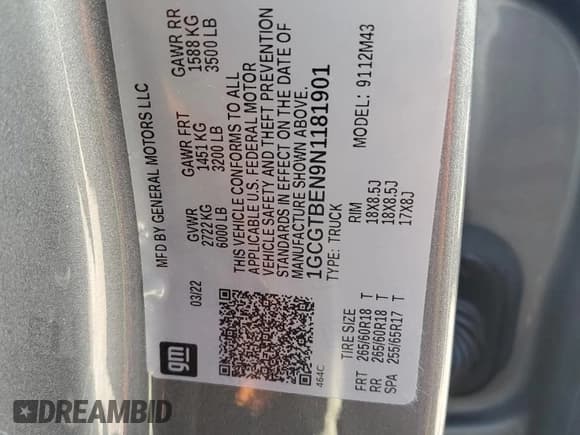 MFD BY GENERAL MOTORS LLC
03/22
GVWR GAWR FRT GAWR RR
2722 KG 1451 KG 1588 KG
6000 LB 3200 LB 3500 LB
THIS VEHICLE CONFORMS TO ALL
APPLICABLE U.S. FEDERAL MOTOR
VEHICLE SAFETY AND THEFT PREVENTION
STANDARDS IN EFFECT ON THE DATE OF
MANUFACTURE SHOWN ABOVE.
1GCGTBEN9N1181901
TYPE: TRUCK MODEL: 9112M43
gm
464C
TIRE SIZE RIM
FRT 265/60R18 T 18X8.5J
RR 265/60R18 T 18X8.5J
SPA 255/65R17 T 17X8J
DREAMBID